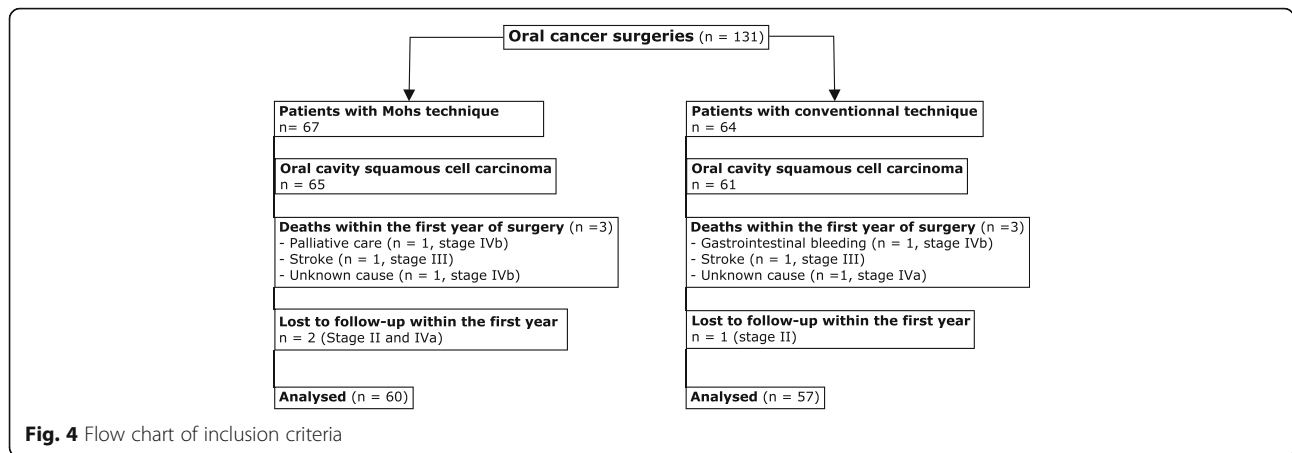 Oral cancer surgeries (n = 131)
Patients with Mohs technique
n= 67
Oral cavity squamous cell carcinoma
n = 65
Deaths within the first year of surgery (n =3)
- Palliative care (n = 1, stage IVb)
- Stroke (n = 1, stage III)
- Unknown cause (n = 1, stage IVb)
Lost to follow-up within the first year
n = 2 (Stage II and IVa)
Analysed (n = 60)
Patients with conventionnal technique
n = 64
Oral cavity squamous cell carcinoma
n = 61
Deaths within the first year of surgery (n =3)
- Gastrointestinal bleeding (n = 1, stage IVb)
- Stroke (n = 1, stage III)
- Unknown cause (n =1, stage IVa)
Lost to follow-up within the first year
n = 1 (stage II)
Analysed (n = 57)
Fig. 4 Flow chart of inclusion criteria